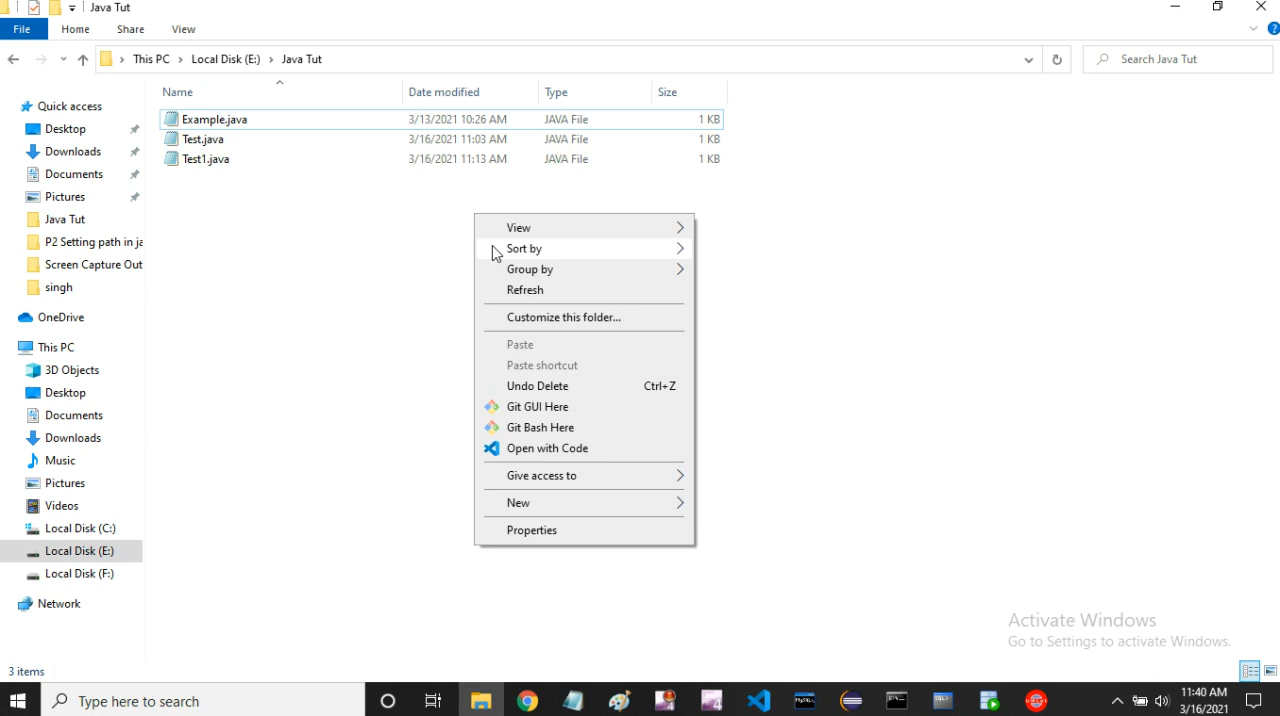 Java Tut
File Home Share View
This PC Local Disk (E:) Java Tut
Search Java Tut
Name Date modified Type Size
Example.java 3/13/2021 10:26 AM JAVA File 1 KB
Test.java 3/16/2021 11:03 AM JAVA File 1 KB
Test1.java 3/16/2021 11:13 AM JAVA File 1 KB
Quick access
Desktop
Downloads
Documents
Pictures
Java Tut
P2 Setting path in ja
Screen Capture Out
singh
OneDrive
This PC
3D Objects
Desktop
Documents
Downloads
Music
Pictures
Videos
Local Disk (C:)
Local Disk (E:)
Local Disk (F:)
Network
View
Sort by
Group by
Refresh
Customize this folder...
Paste
Paste shortcut
Undo Delete Ctrl+Z
Git GUI Here
Git Bash Here
Open with Code
Give access to
New
Properties
Activate Windows
Go to Settings to activate Windows.
3 items
Type here to search
11:40 AM
3/16/2021